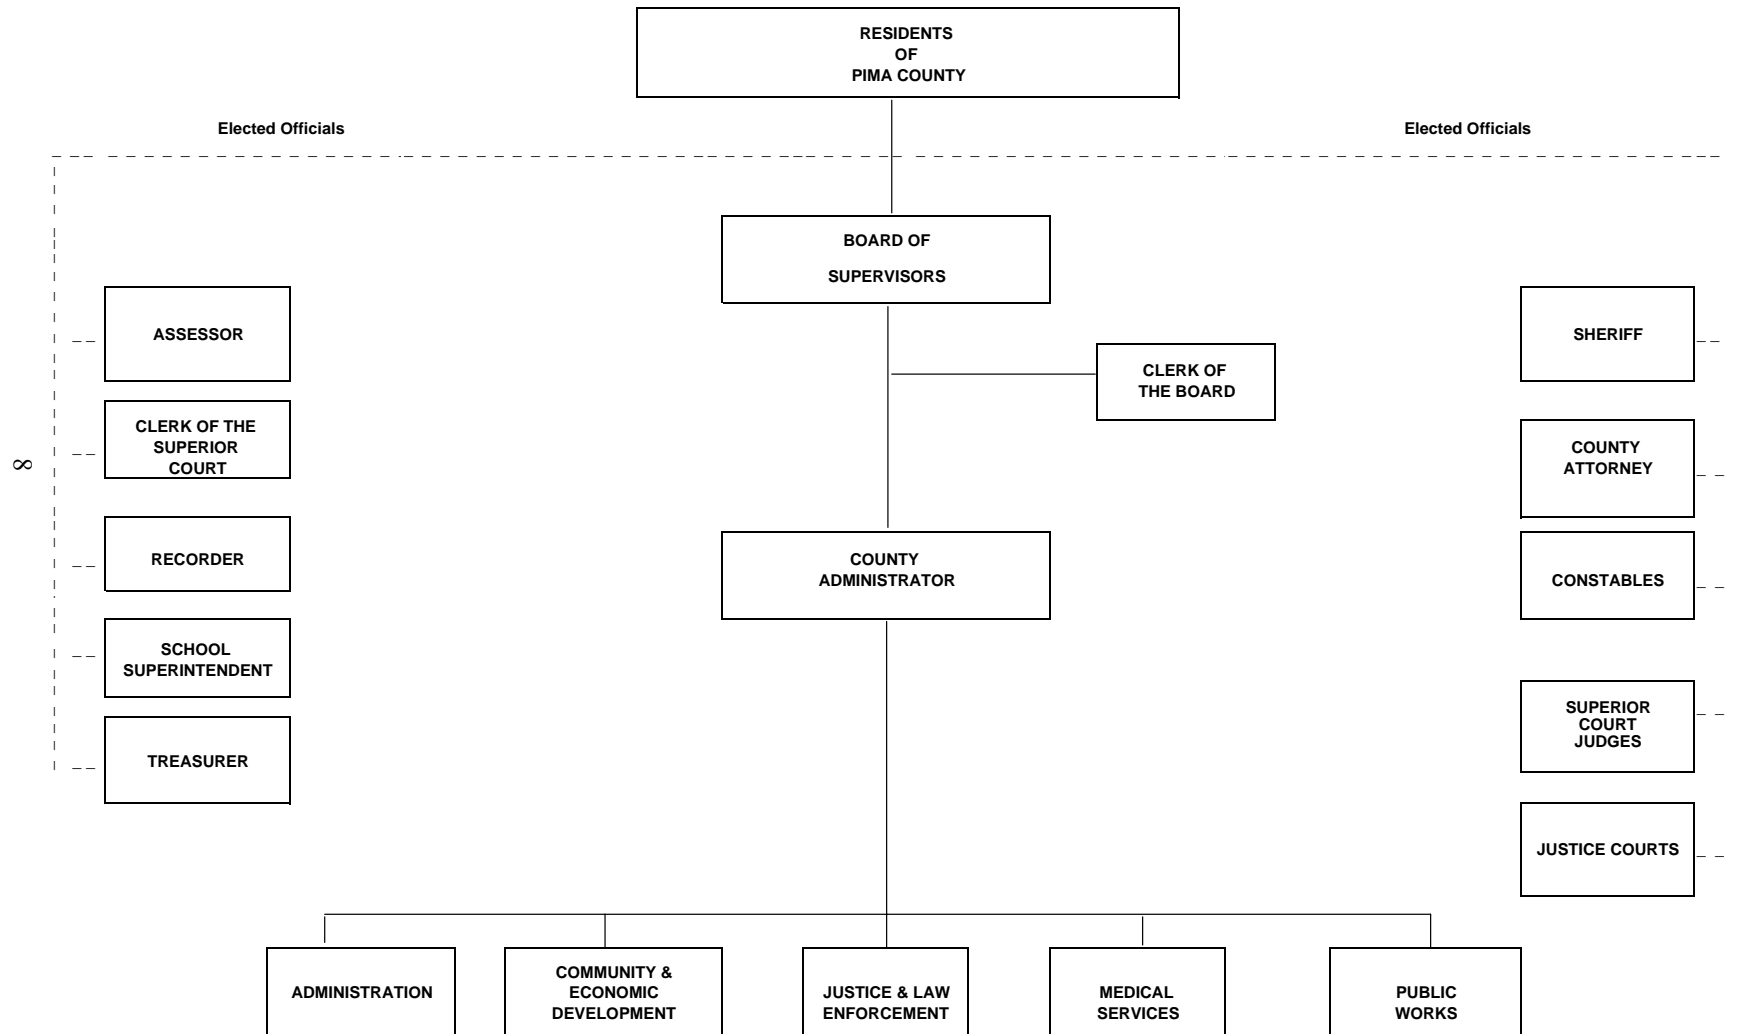 RESIDENTS
OF
PIMA COUNTY
Elected Officials
Elected Officials
BOARD OF
SUPERVISORS
ASSESSOR
SHERIFF
CLERK OF
THE BOARD
CLERK OF THE
SUPERIOR
COURT
COUNTY
ATTORNEY
8
RECORDER
COUNTY
ADMINISTRATOR
CONSTABLES
SCHOOL
SUPERINTENDENT
SUPERIOR
COURT
JUDGES
TREASURER
JUSTICE COURTS
ADMINISTRATION
COMMUNITY &
ECONOMIC
DEVELOPMENT
JUSTICE & LAW
ENFORCEMENT
MEDICAL
SERVICES
PUBLIC
WORKS